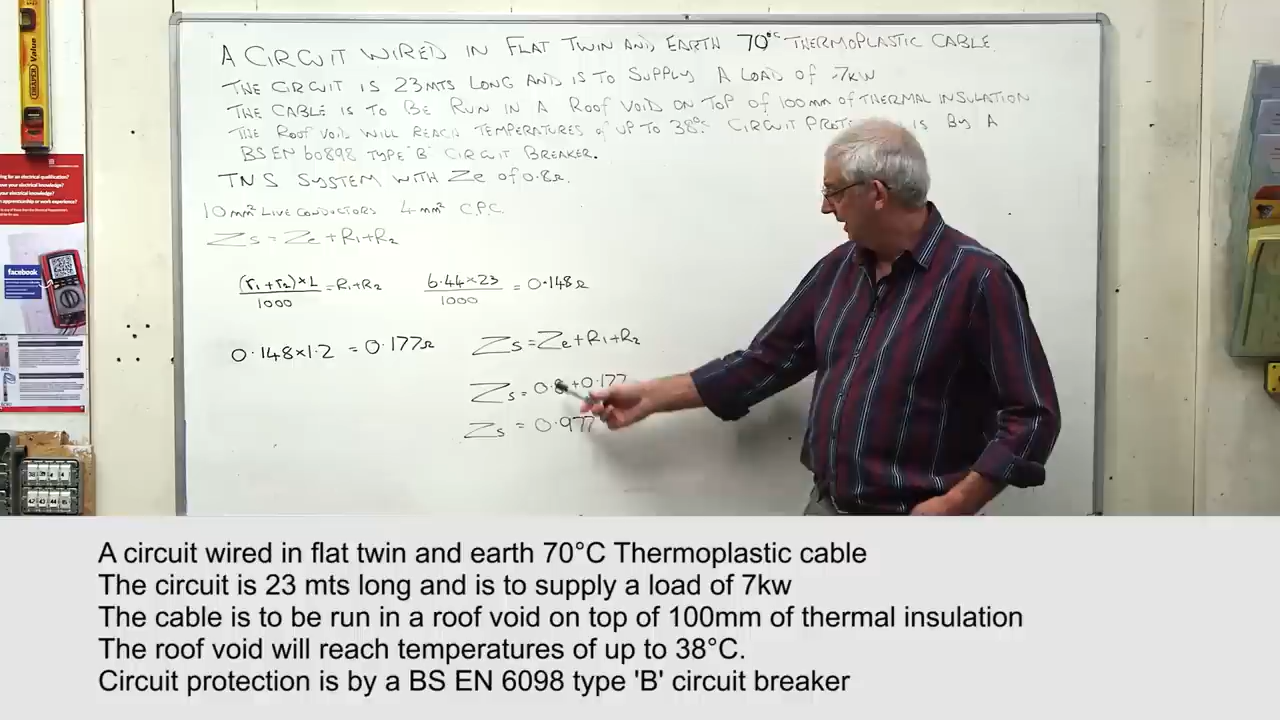 A CIRCUIT WIRED IN FLAT TWIN AND EARTH 70°C THERMOPLASTIC CABLE
THE CIRCUIT IS 23MTS LONG AND IS TO SUPPLY A LOAD OF 7KW
THE CABLE IS TO BE RUN IN A ROOF VOID ON TOP OF 100MM OF THERMAL INSULATION
THE ROOF VOID WILL REACH TEMPERATURES OF UP TO 38°C. CIRCUIT IS BY A
BS EN 60898 TYPE 'B' CIRCUIT BREAKER.
TNS SYSTEM WITH Ze OF 0.8Ω.
10mm² LIVE CONDUCTORS 4mm² C.P.C
Zs = Ze + R1 + R2
(r1 + r2) × L / 1000 = R1 + R2
6.44 × 23 / 1000 = 0.148Ω
0.148 × 1.2 = 0.177Ω
Zs = Ze + R1 + R2
Zs = 0.8 + 0.177
Zs = 0.977
DRAPER Value
facebook
A circuit wired in flat twin and earth 70°C Thermoplastic cable
The circuit is 23 mts long and is to supply a load of 7kw
The cable is to be run in a roof void on top of 100mm of thermal insulation
The roof void will reach temperatures of up to 38°C.
Circuit protection is by a BS EN 6098 type 'B' circuit breaker